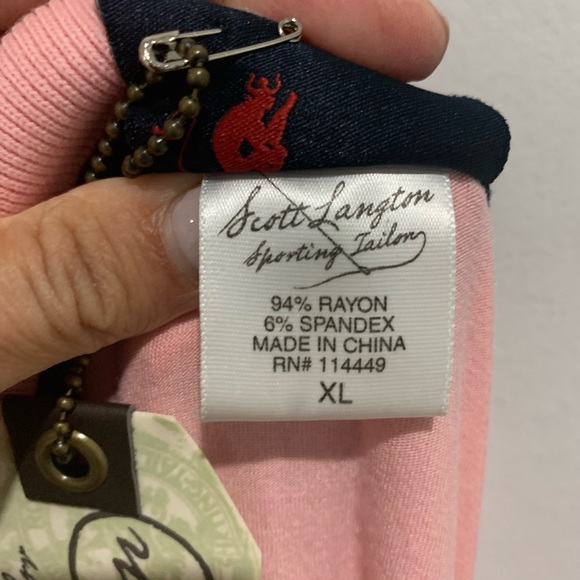 Scott Langton
Sporting Tailor
94% RAYON
6% SPANDEX
MADE IN CHINA
RN# 114449
XL